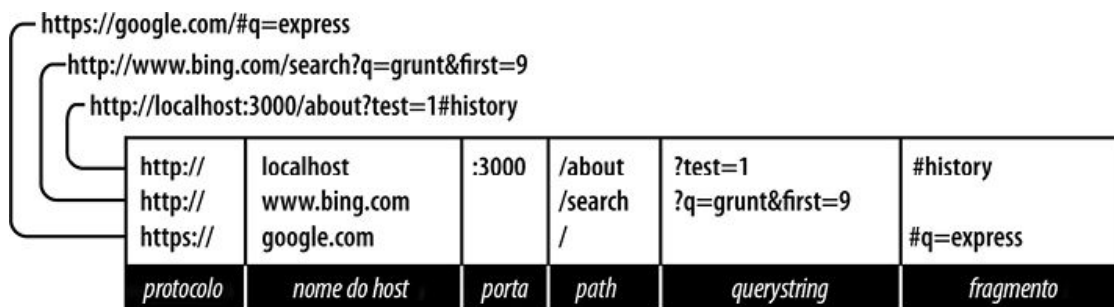 https://google.com/#q=express
http://www.bing.com/search?q=grunt&first=9
http://localhost:3000/about?test=1#history
http:// localhost :3000 /about ?test=1 #history
http:// www.bing.com /search ?q=grunt&first=9
https:// google.com / #q=express
protocolo nome do host porta path querystring fragmento